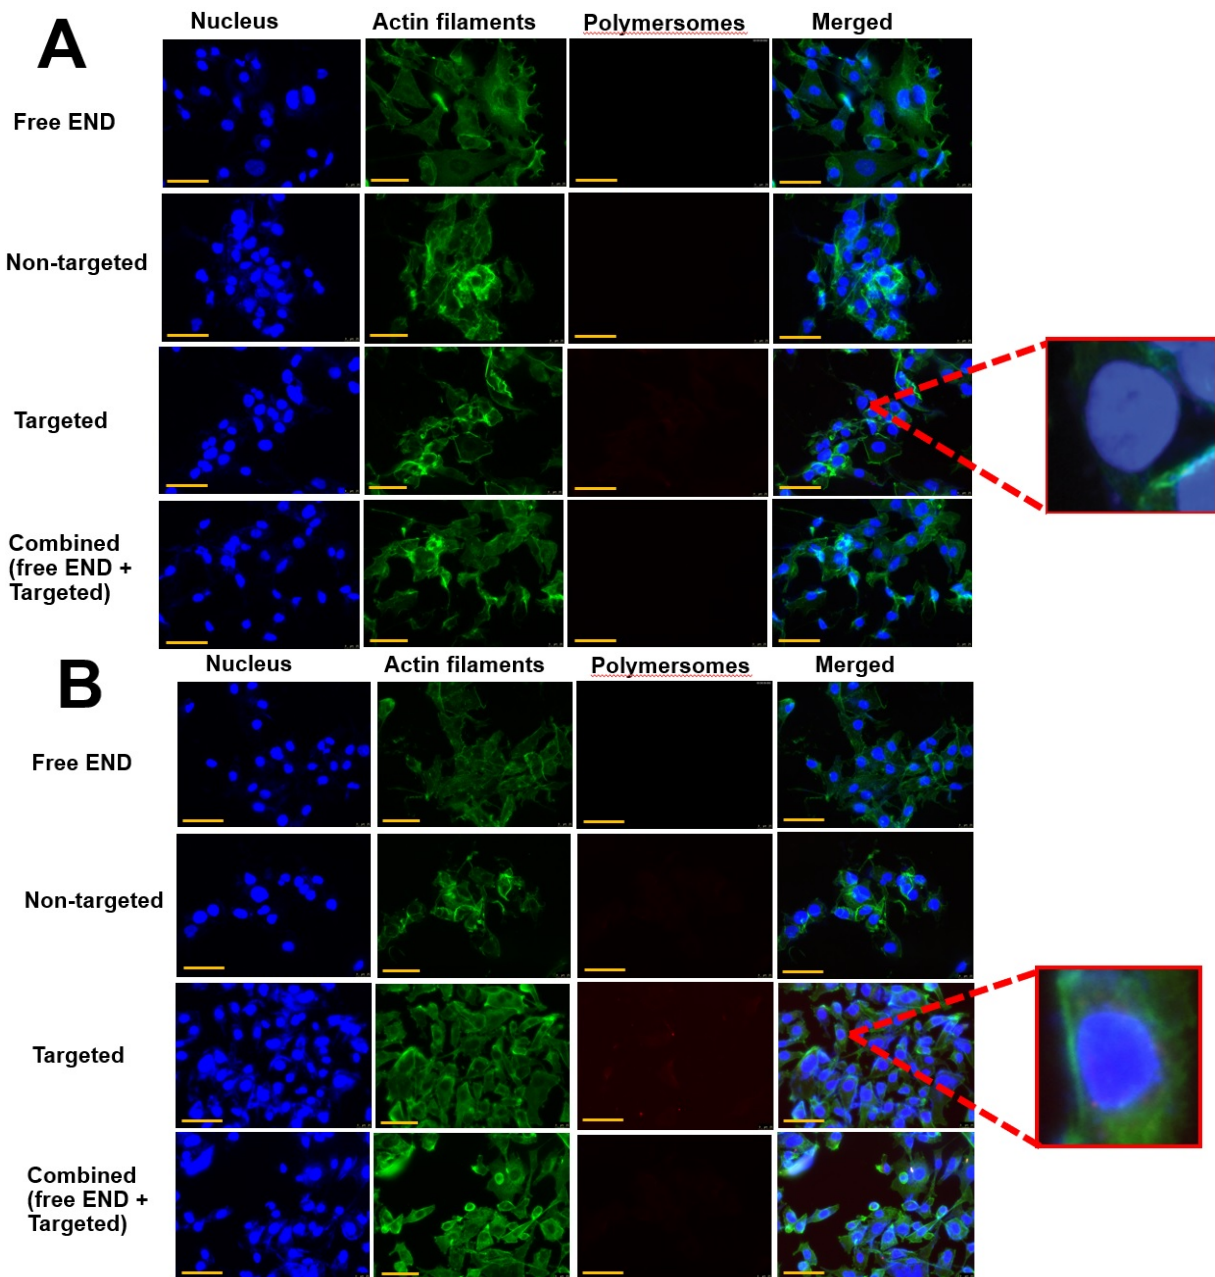 A
Nucleus
Actin filaments
Polymersomes
Merged
Free END
Non-targeted
Targeted
Combined
(free END +
Targeted)
B
Nucleus
Actin filaments
Polymersomes
Merged
Free END
Non-targeted
Targeted
Combined
(free END +
Targeted)